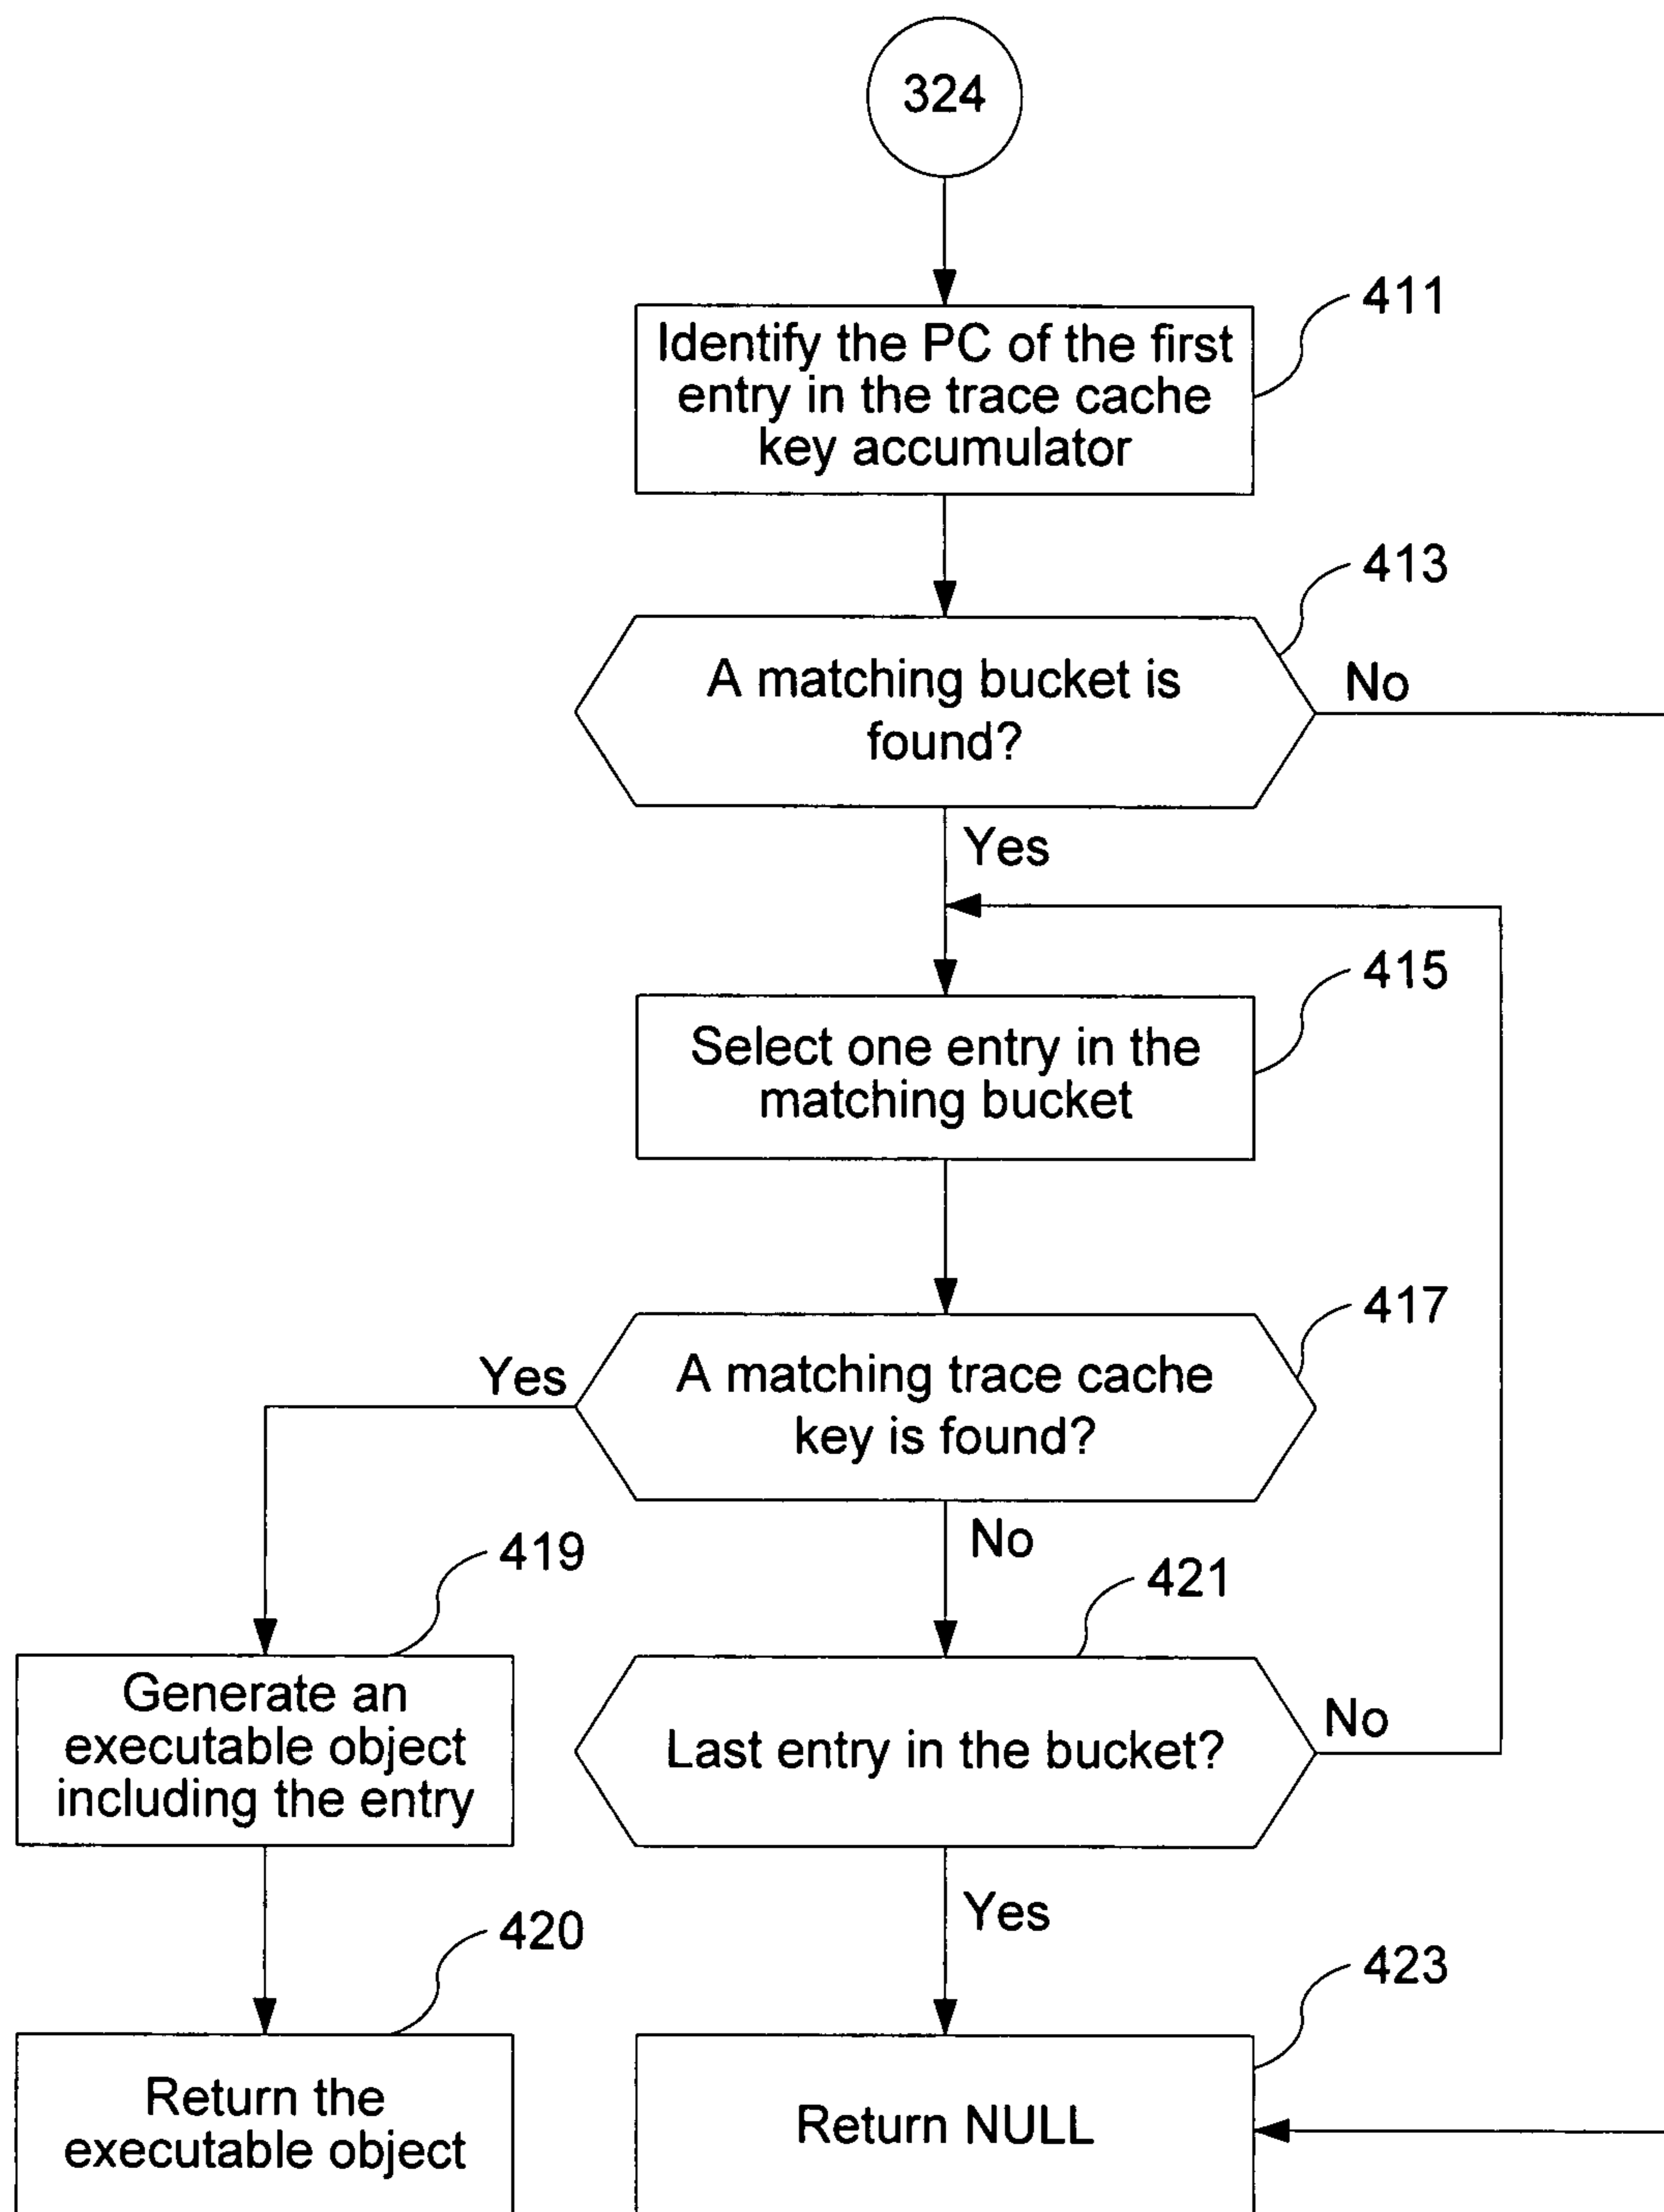 324
411
Identify the PC of the first
entry in the trace cache
key accumulator
413
A matching bucket is
found?
No
Yes
415
Select one entry in the
matching bucket
417
A matching trace cache
key is found?
Yes
No
419
421
Generate an
executable object
including the entry
Last entry in the bucket?
No
Yes
420
423
Return the
executable object
Return NULL